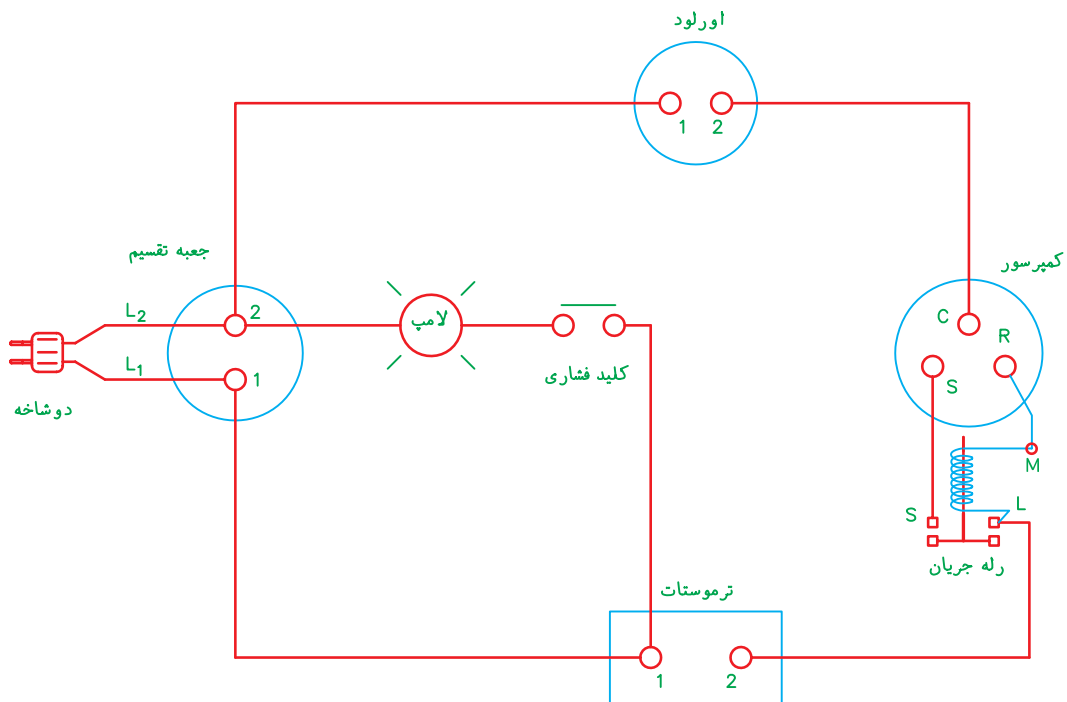 اورلود
1 2
جعبه تقسیم
کمپرسور
L2
2
لامپ
C
R
L1
1
کلید فشاری
S
دوشاخه
M
S
L
رله جریان
ترموستات
1 2